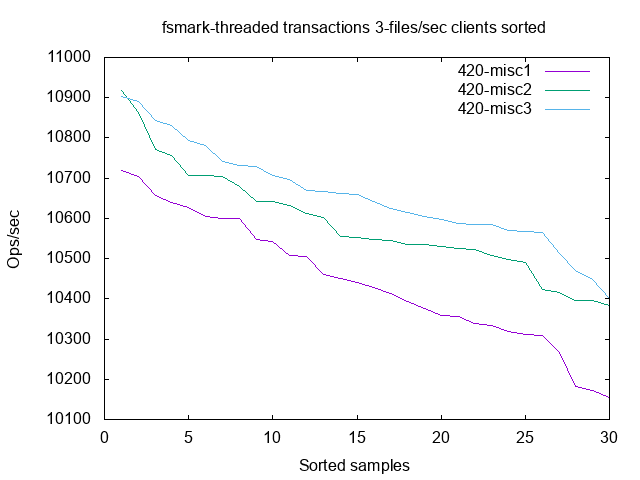 fsmark-threaded transactions 3-files/sec clients sorted
11000
10900
10800
10700
10600
10500
10400
10300
10200
10100
Ops/sec
420-misc1
420-misc2
420-misc3
0 5 10 15 20 25 30
Sorted samples